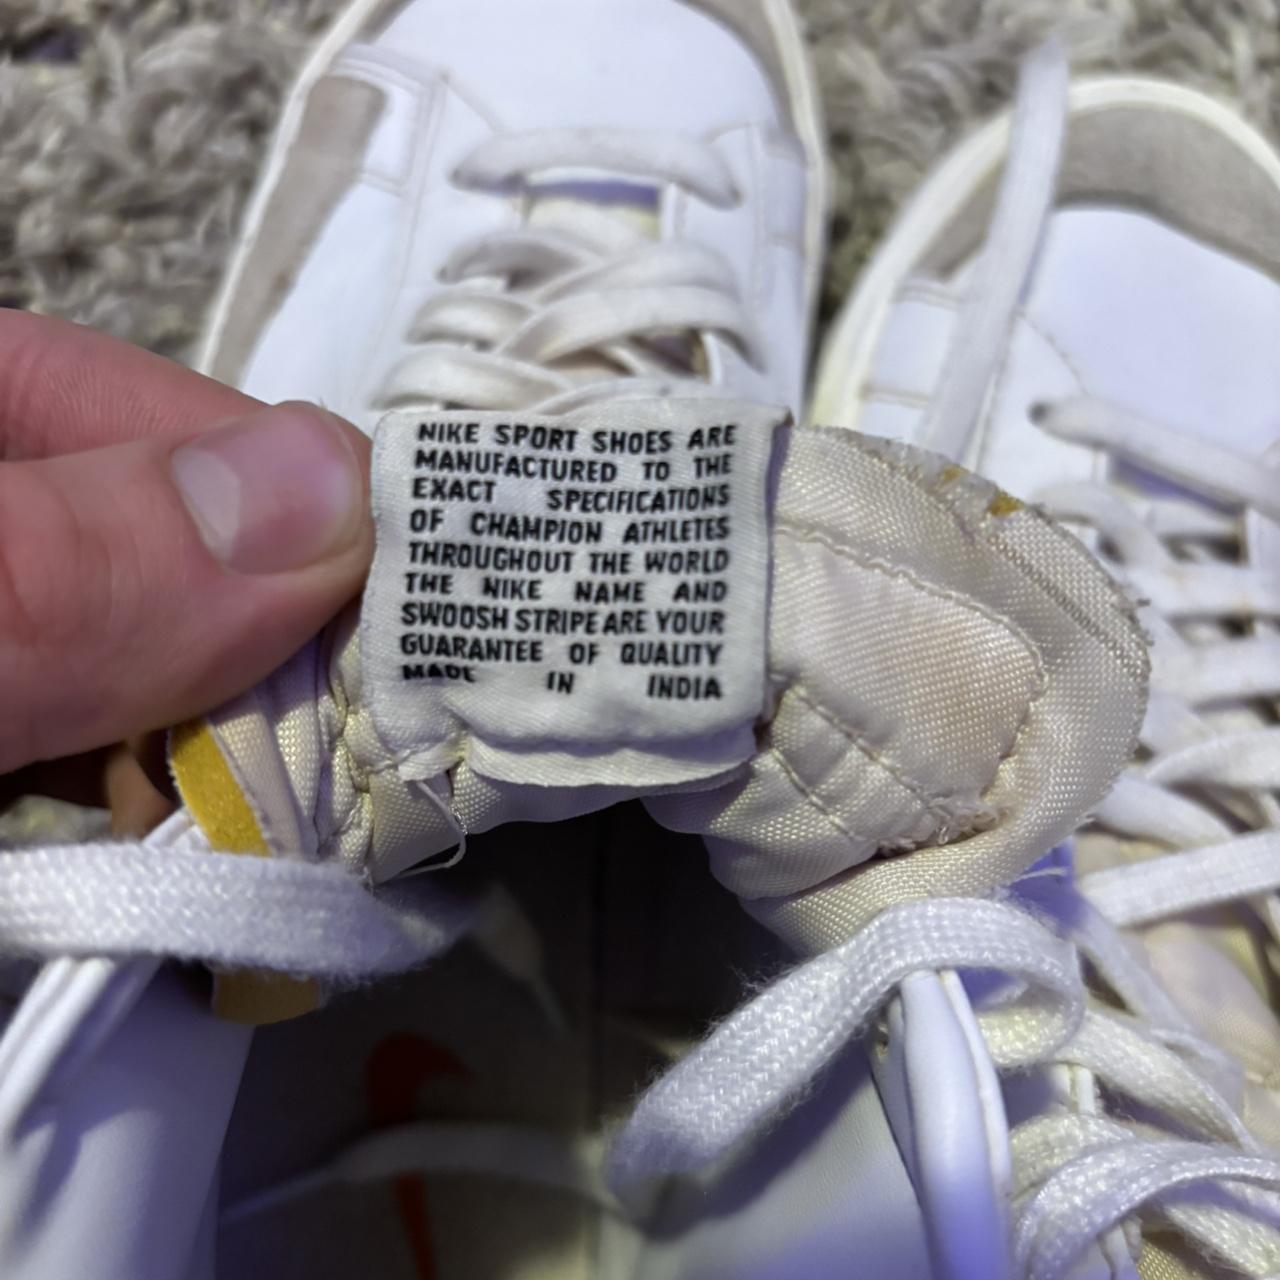 NIKE SPORT SHOES ARE
MANUFACTURED TO THE
EXACT SPECIFICATIONS
OF CHAMPION ATHLETES
THROUGHOUT THE WORLD
THE NIKE NAME AND
SWOOSH STRIPE ARE YOUR
GUARANTEE OF QUALITY
MADE IN INDIA